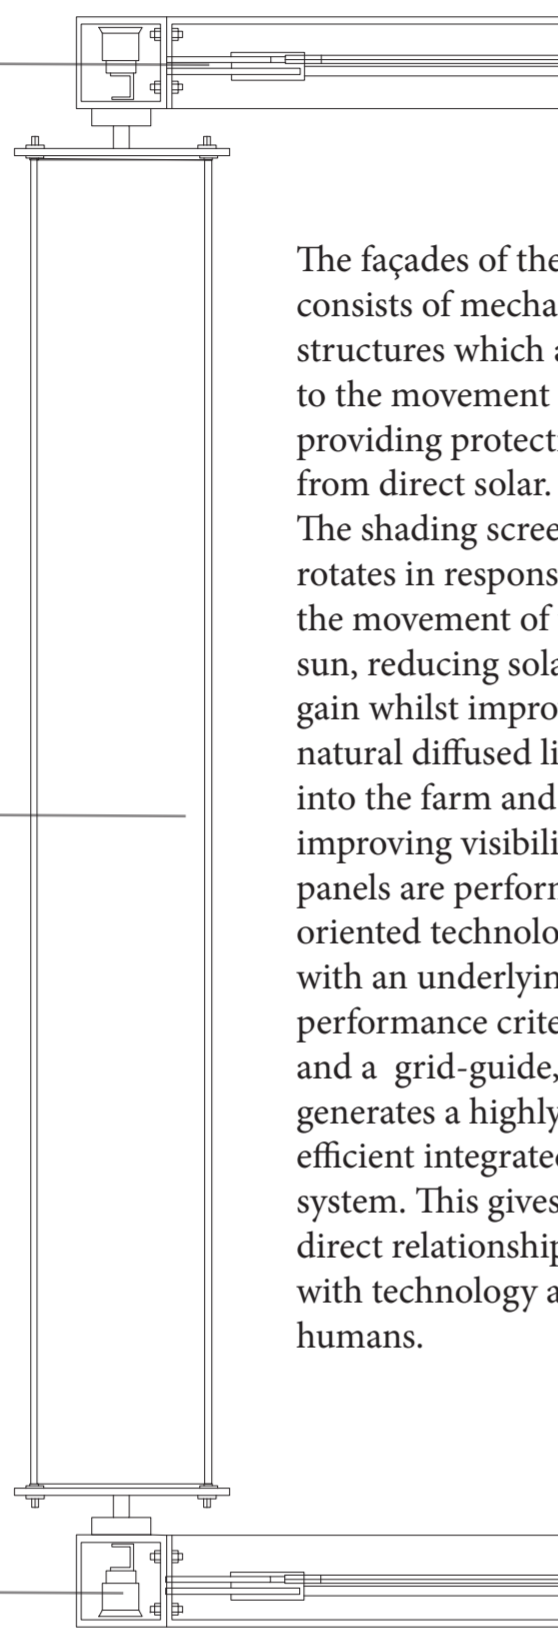 The façades of the
consists of mecha
structures which a
to the movement
providing protecti
from direct solar.
The shading scree
rotates in respons
the movement of
sun, reducing sola
gain whilst impro
natural diffused li
into the farm and
improving visibili
panels are perform
oriented technolo
with an underlyin
performance crite
and a  grid-guide,
generates a highly
efficient integrated
system. This gives
direct relationship
with technology a
humans.